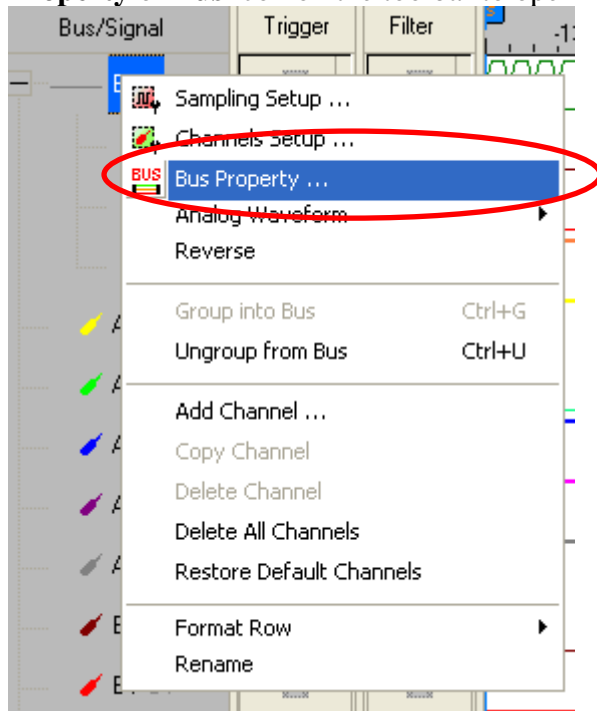 Bus/Signal Trigger Filter
Sampling Setup ...
Channels Setup ...
BUS Bus Property ...
Analog Waveform
Reverse
Group into Bus Ctrl+G
Ungroup from Bus Ctrl+U
Add Channel ...
Copy Channel
Delete Channel
Delete All Channels
Restore Default Channels
Format Row
Rename